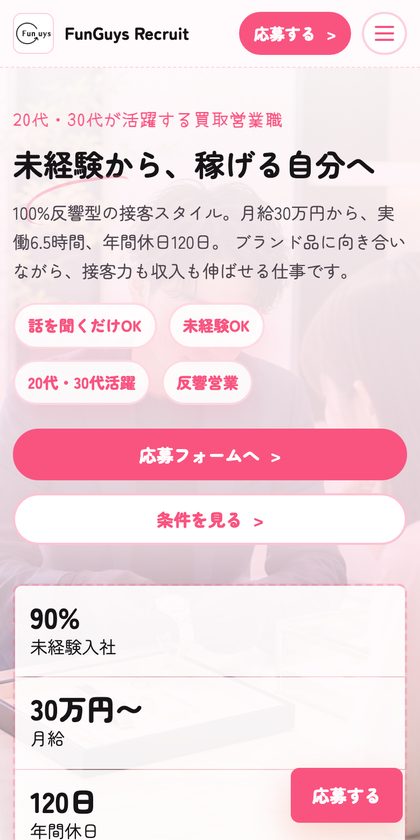 Fun uys
FunGuys Recruit
応募する >
20代・30代が活躍する買取営業職
未経験から、稼げる自分へ
100%反響型の接客スタイル。月給30万円から、実
働6.5時間、年間休日120日。 ブランド品に向き合い
ながら、接客力も収入も伸ばせる仕事です。
話を聞くだけOK
未経験OK
20代・30代活躍
反響営業
応募フォームへ >
条件を見る >
90%
未経験入社
30万円〜
月給
120日
年間休日
応募する